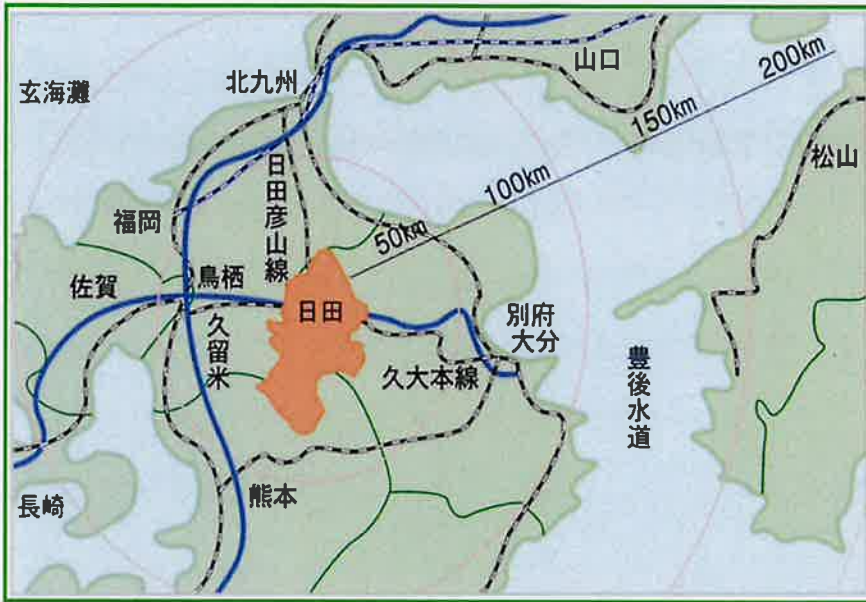 玄海灘
北九州
山口
200km
150km
松山
100km
日田彦山線
福岡
50km
佐賀
鳥栖
日田
別府
大分
久留米
久大本線
豊後水道
長崎
熊本